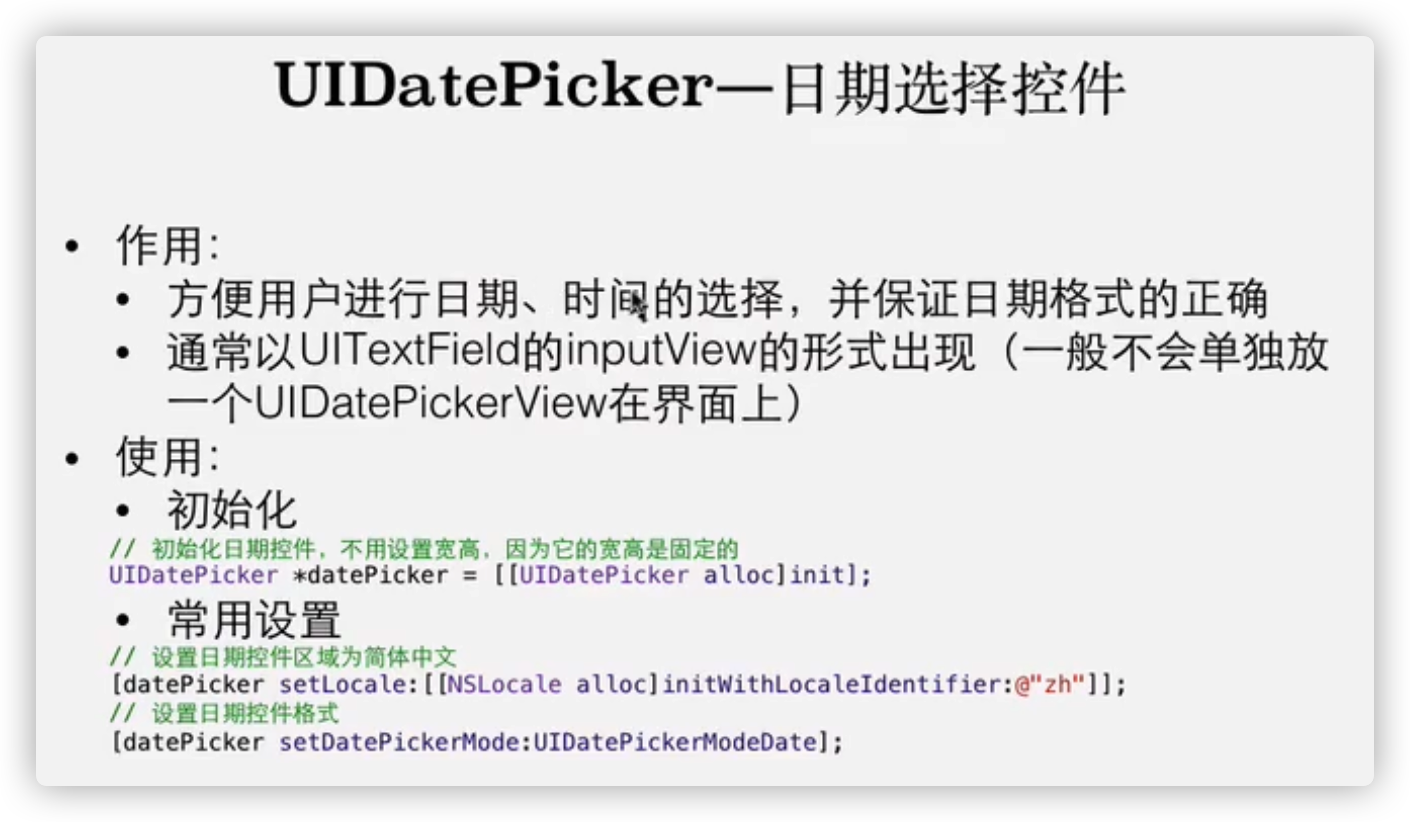 UIDatePicker—日期选择控件
• 作用：
• 方便用户进行日期、时间的选择，并保证日期格式的正确
• 通常以UITextField的inputView的形式出现（一般不会单独放
一个UIDatePickerView在界面上）
• 使用：
• 初始化
// 初始化日期控件，不用设置宽高，因为它的宽高是固定的
UIDatePicker *datePicker = [[UIDatePicker alloc]init];
• 常用设置
// 设置日期控件区域为简体中文
[datePicker setLocale:[[NSLocale alloc]initWithLocaleIdentifier:@"zh"]];
// 设置日期控件格式
[datePicker setDatePickerMode:UIDatePickerModeDate];